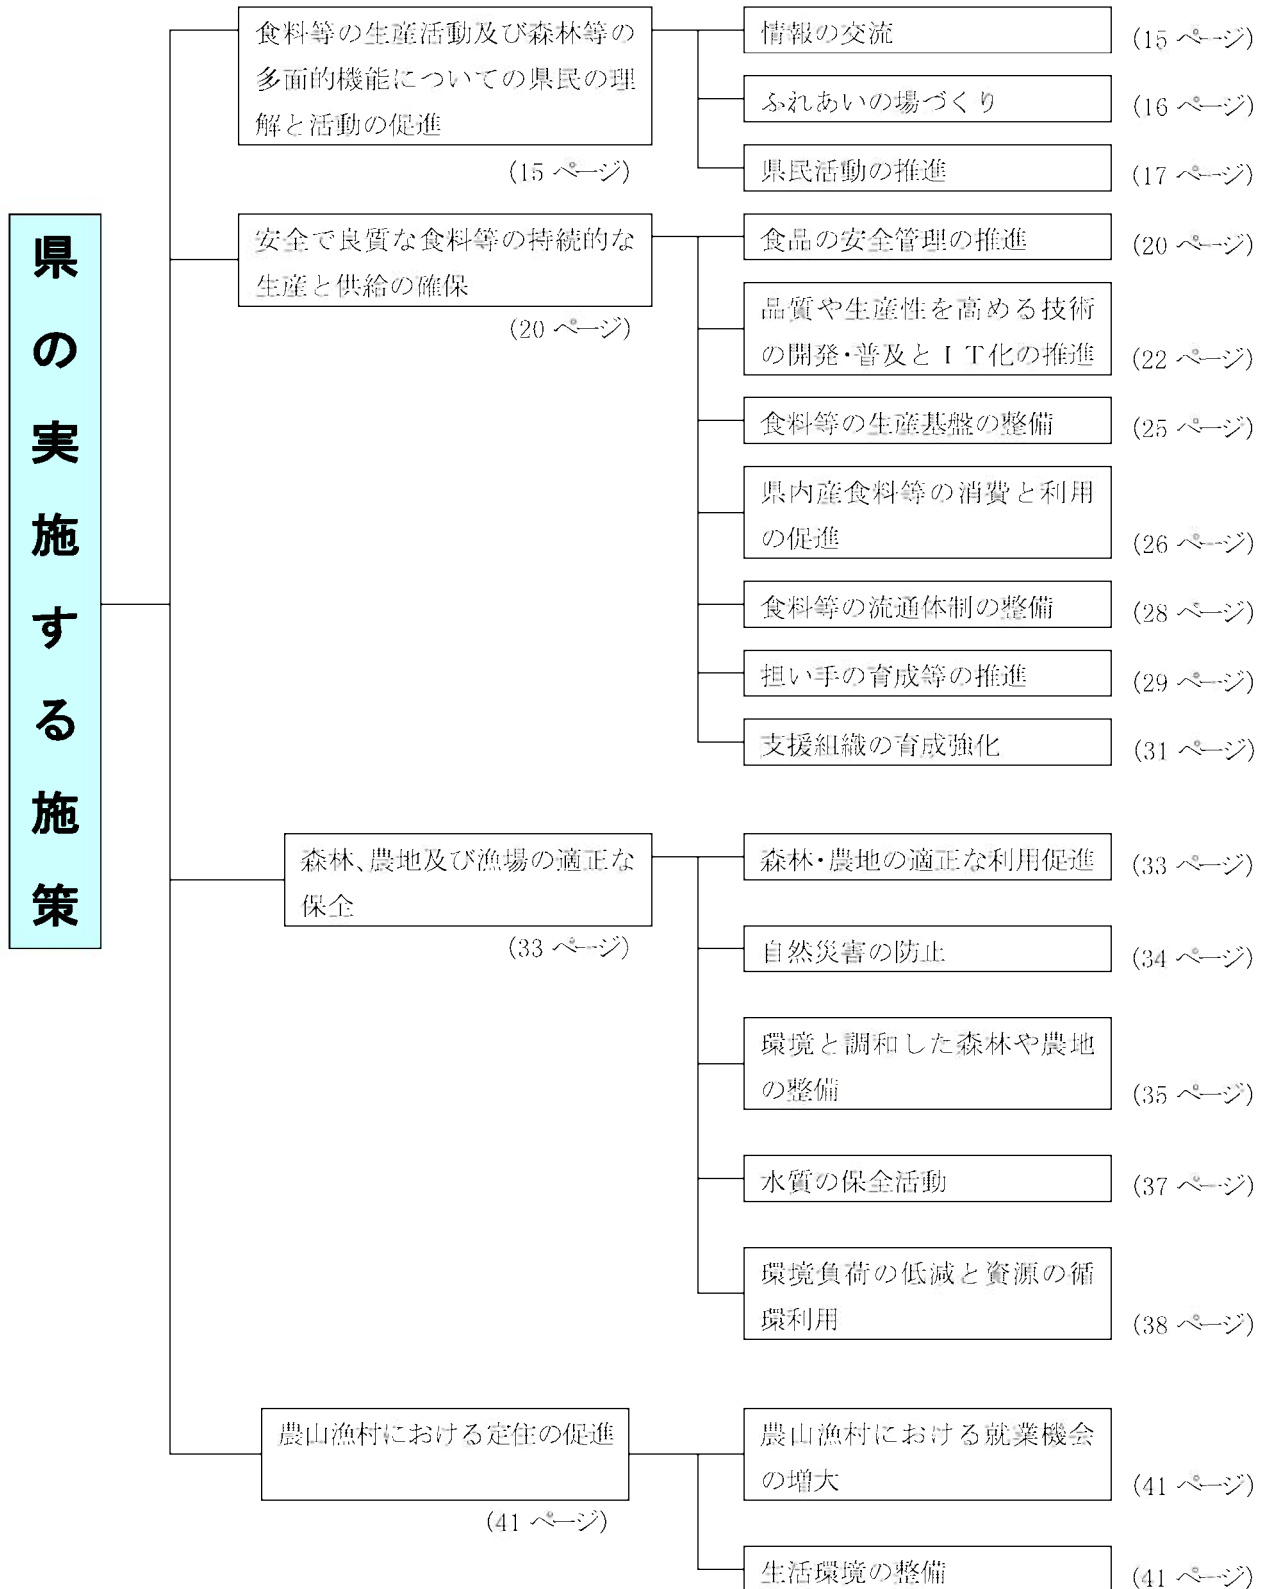 県の実施する施策
食料等の生産活動及び森林等の
多面的機能についての県民の理
解と活動の促進
(15 ページ)
情報の交流
(15 ページ)
ふれあいの場づくり
(16 ページ)
県民活動の推進
(17 ページ)
安全で良質な食料等の持続的な
生産と供給の確保
(20 ページ)
食品の安全管理の推進
(20 ページ)
品質や生産性を高める技術
の開発・普及とＩＴ化の推進
(22 ページ)
食料等の生産基盤の整備
(25 ページ)
県内産食料等の消費と利用
の促進
(26 ページ)
食料等の流通体制の整備
(28 ページ)
担い手の育成等の推進
(29 ページ)
支援組織の育成強化
(31 ページ)
森林、農地及び漁場の適正な
保全
(33 ページ)
森林・農地の適正な利用促進
(33 ページ)
自然災害の防止
(34 ページ)
環境と調和した森林や農地
の整備
(35 ページ)
水質の保全活動
(37 ページ)
環境負荷の低減と資源の循
環利用
(38 ページ)
農山漁村における定住の促進
(41 ページ)
農山漁村における就業機会
の増大
(41 ページ)
生活環境の整備
(41 ページ)